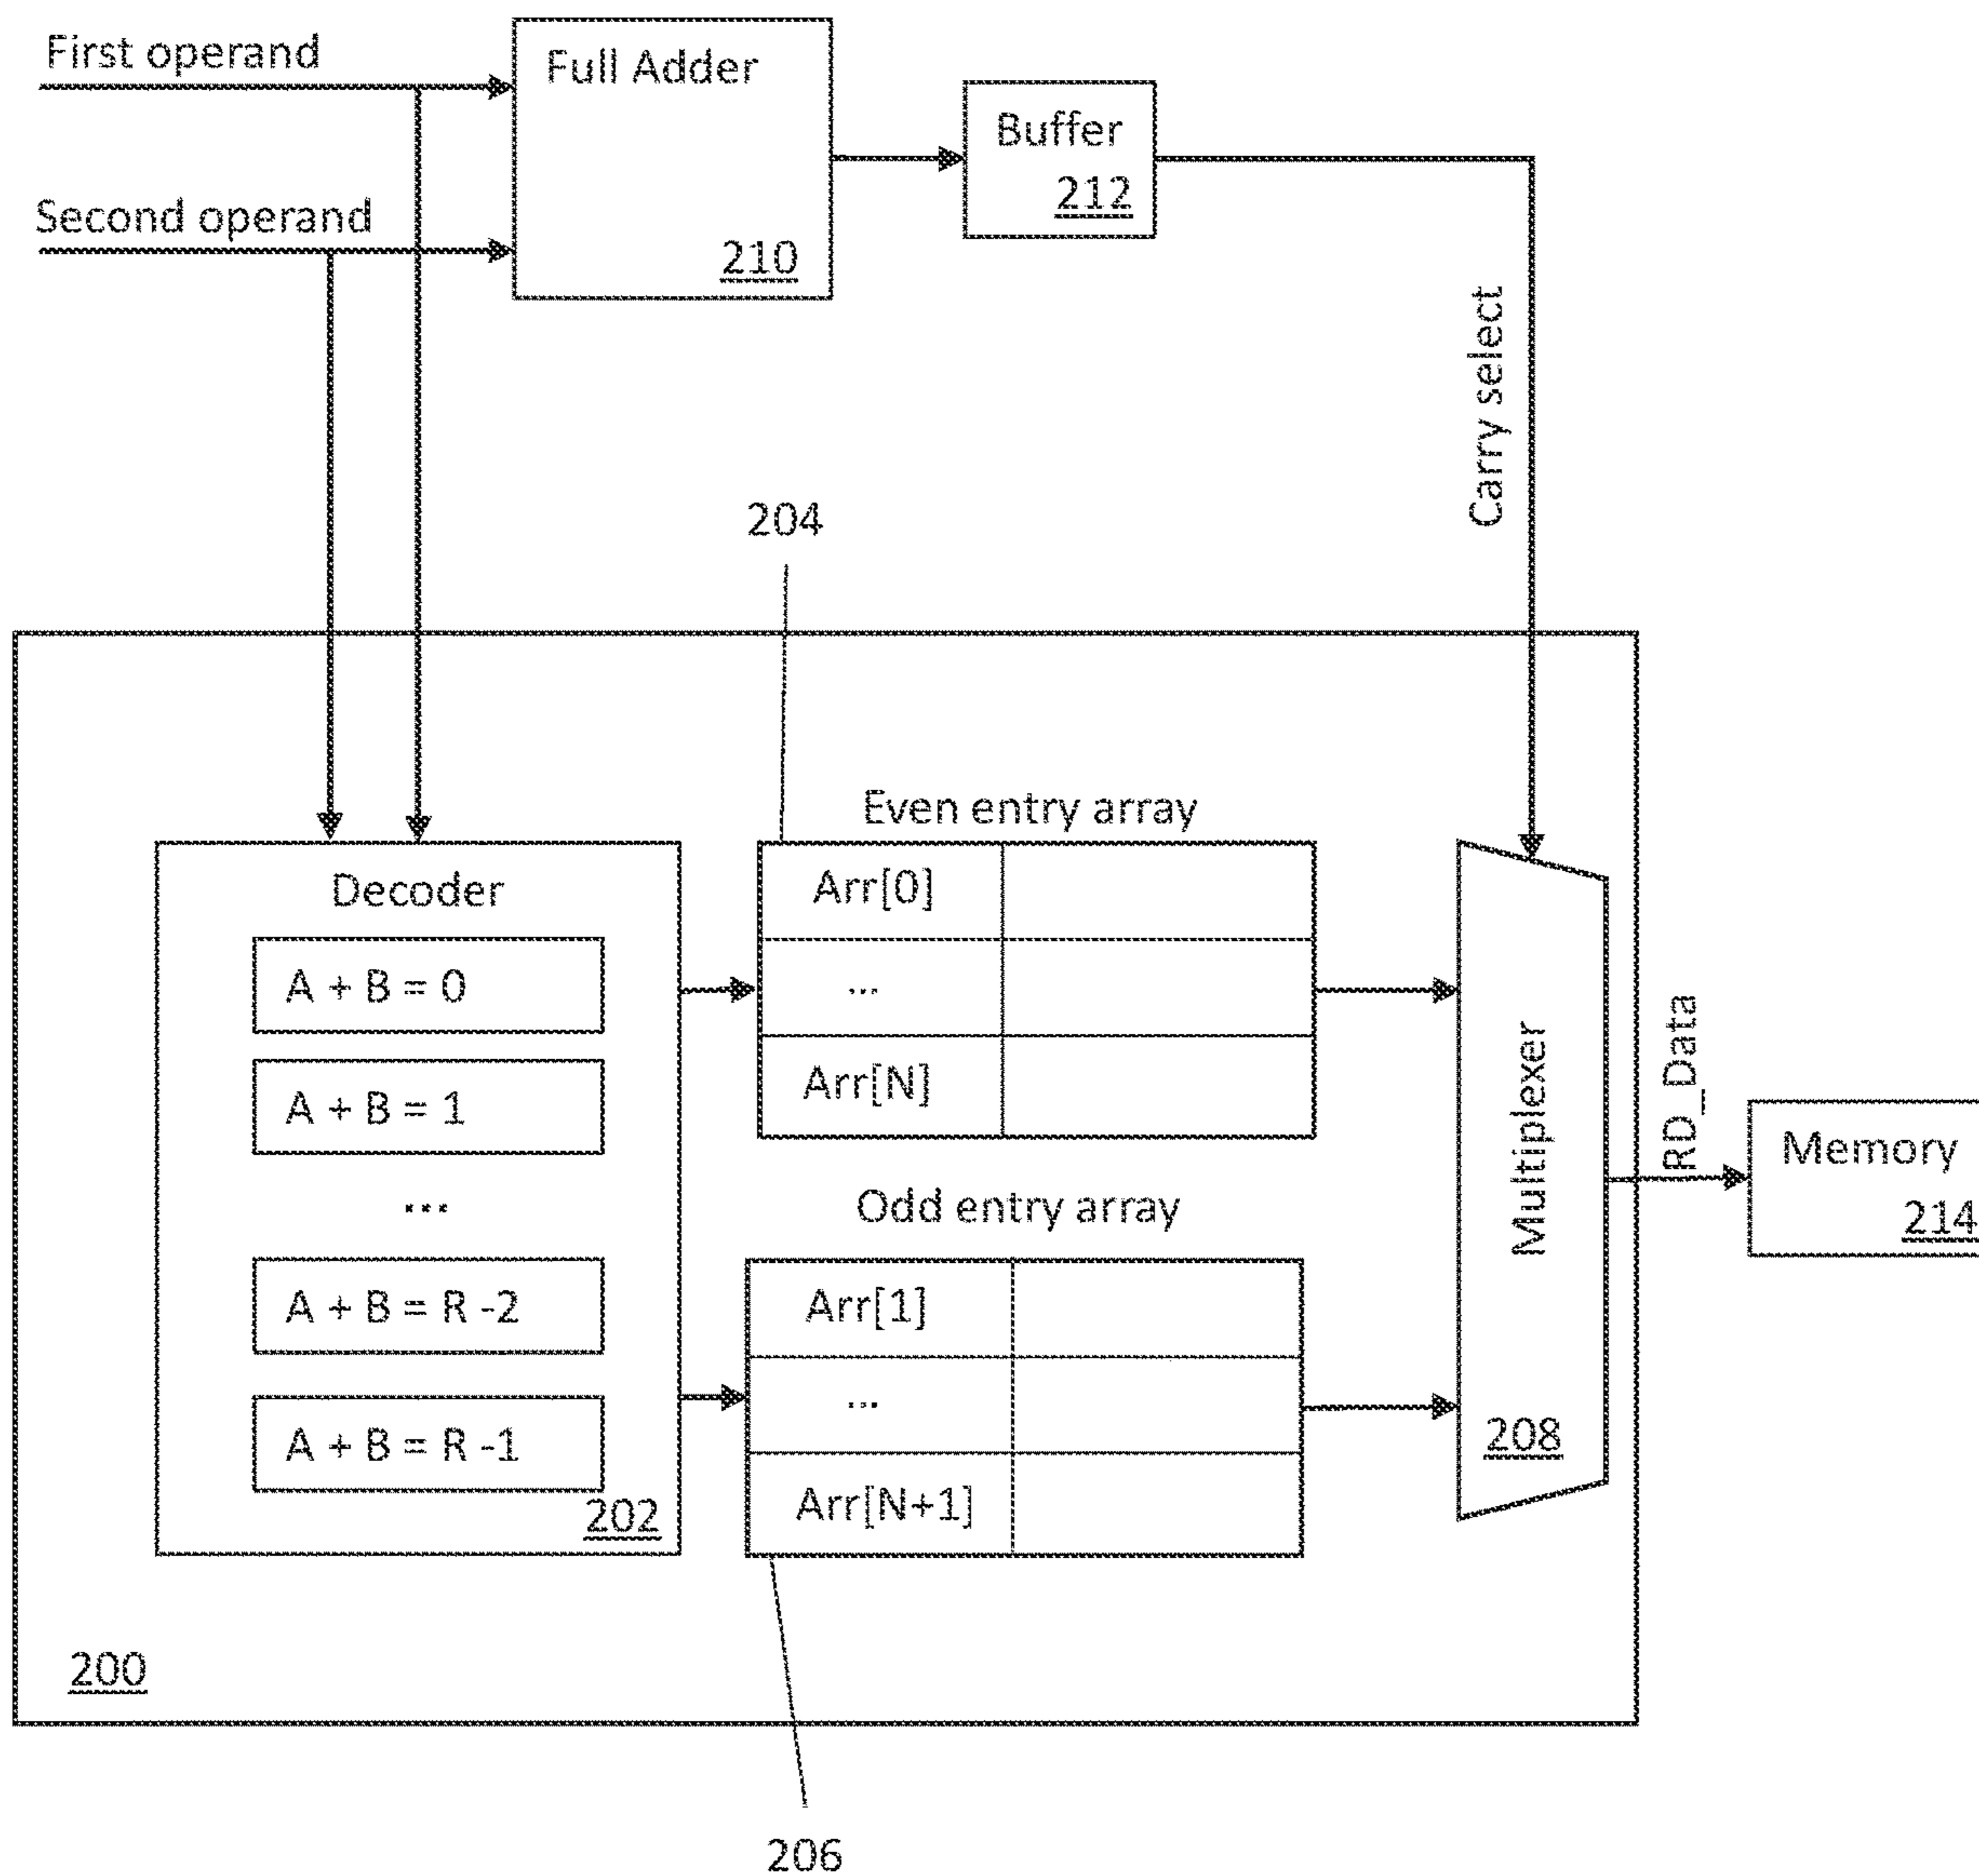 First operand
Second operand
Full Adder
210
Buffer
212
Carry select
204
Decoder
A + B = 0
A + B = 1
...
A + B = R -2
A + B = R -1
202
Even entry array
Arr[0]
...
Arr[N]
Odd entry array
Arr[1]
...
Arr[N+1]
Multiplexer
208
RD_Data
Memory
214
200
206